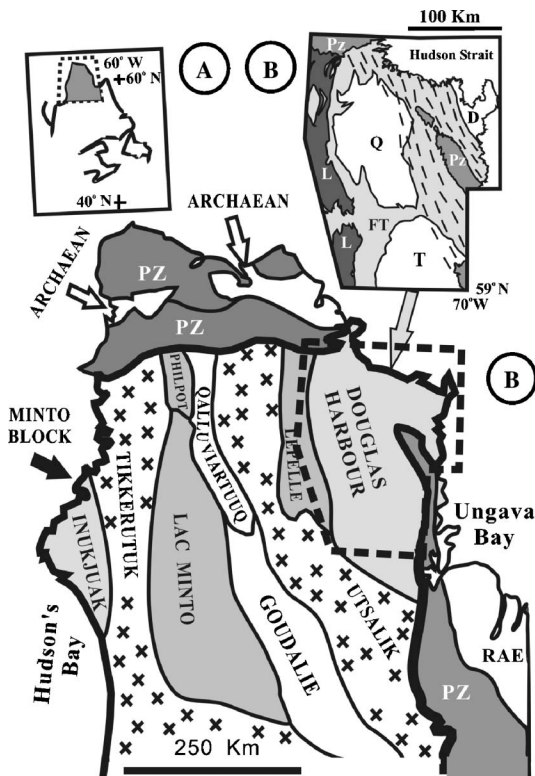 100 Km
60° W
60° N
40° N
A
B
Pz
Hudson Strait
D
Q
Pz
L
FT
L
T
59° N
70° W
ARCHAEAN
ARCHAEAN
PZ
PZ
B
MINTO
BLOCK
PHILPOT
QALLUVIARTUUQ
LEPELLE
DOUGLAS
HARBOUR
TIKKERUTUK
INUKJUAK
LAC MINTO
GOUDALIE
UTSALIK
Ungava
Bay
RAE
PZ
Hudson's
Bay
250 Km